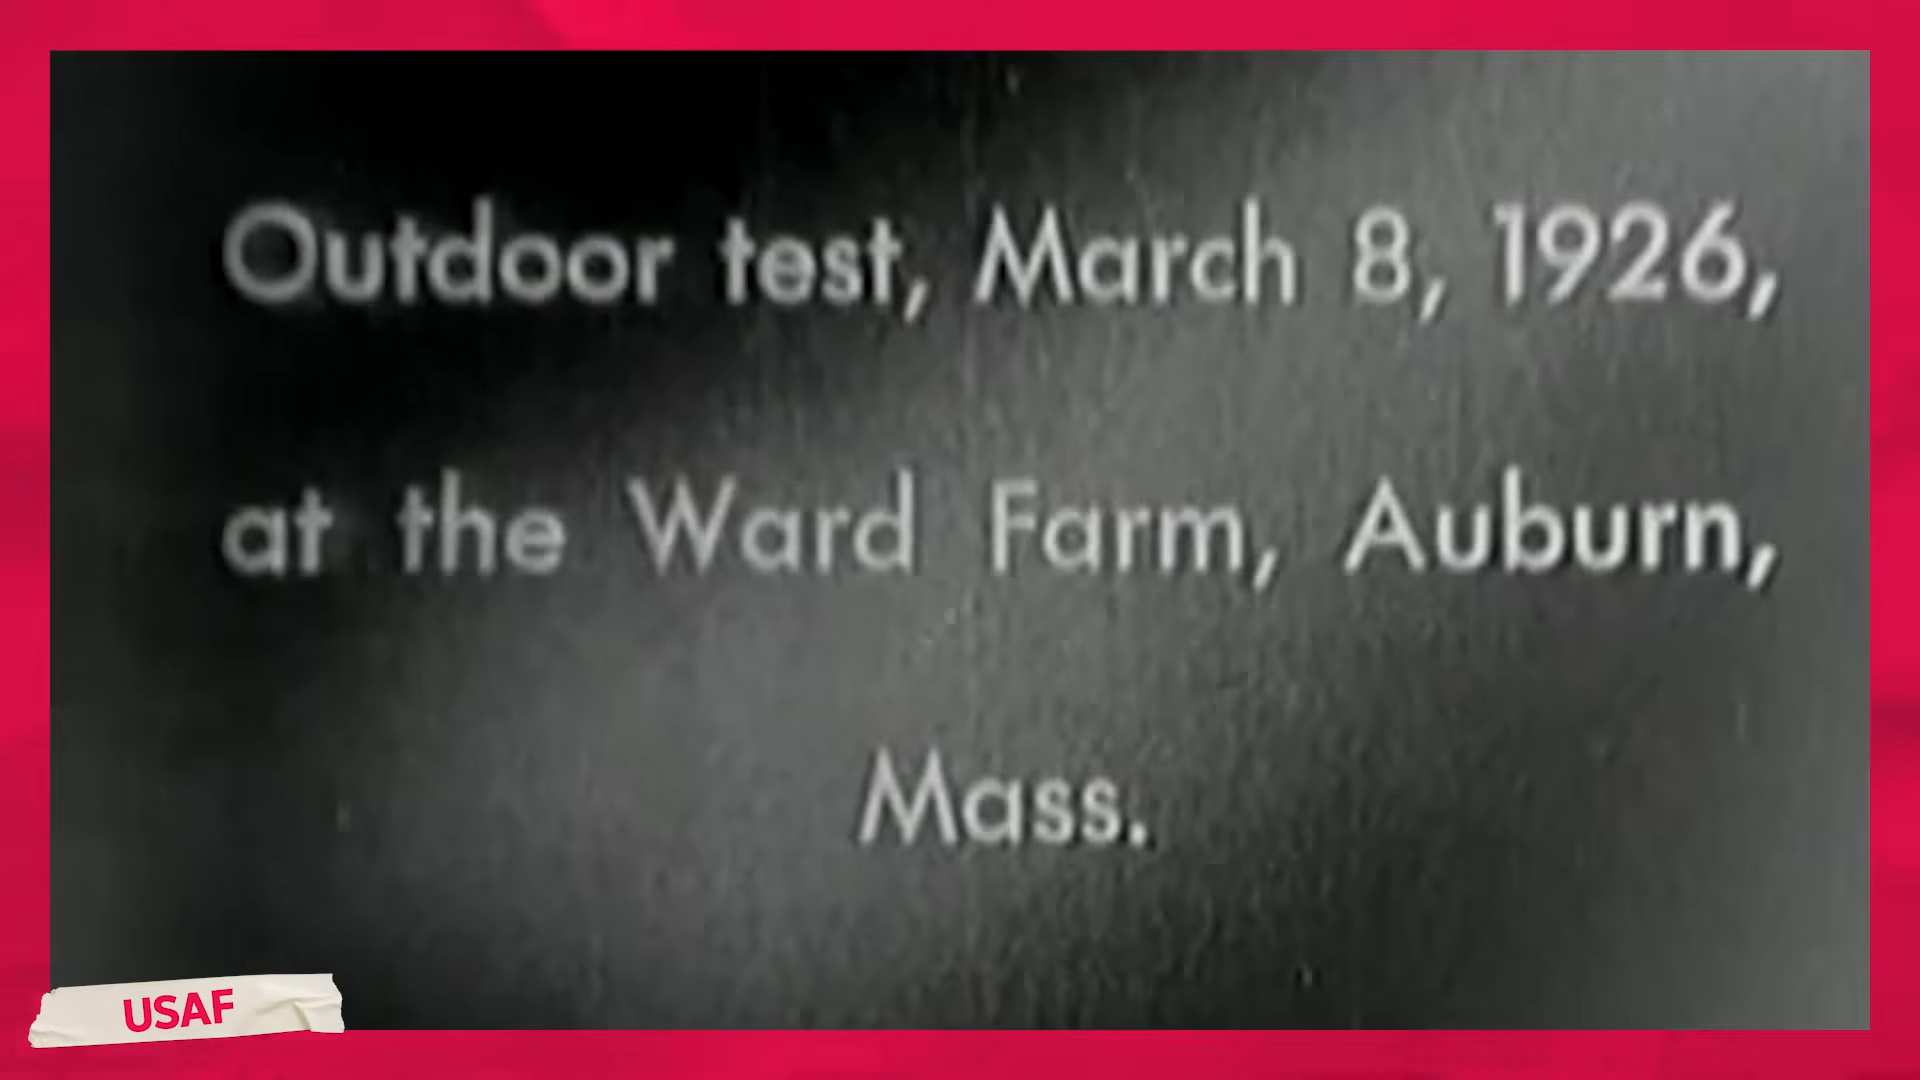 Outdoor test, March 8, 1926,
at the Ward Farm, Auburn,
Mass.
USAF